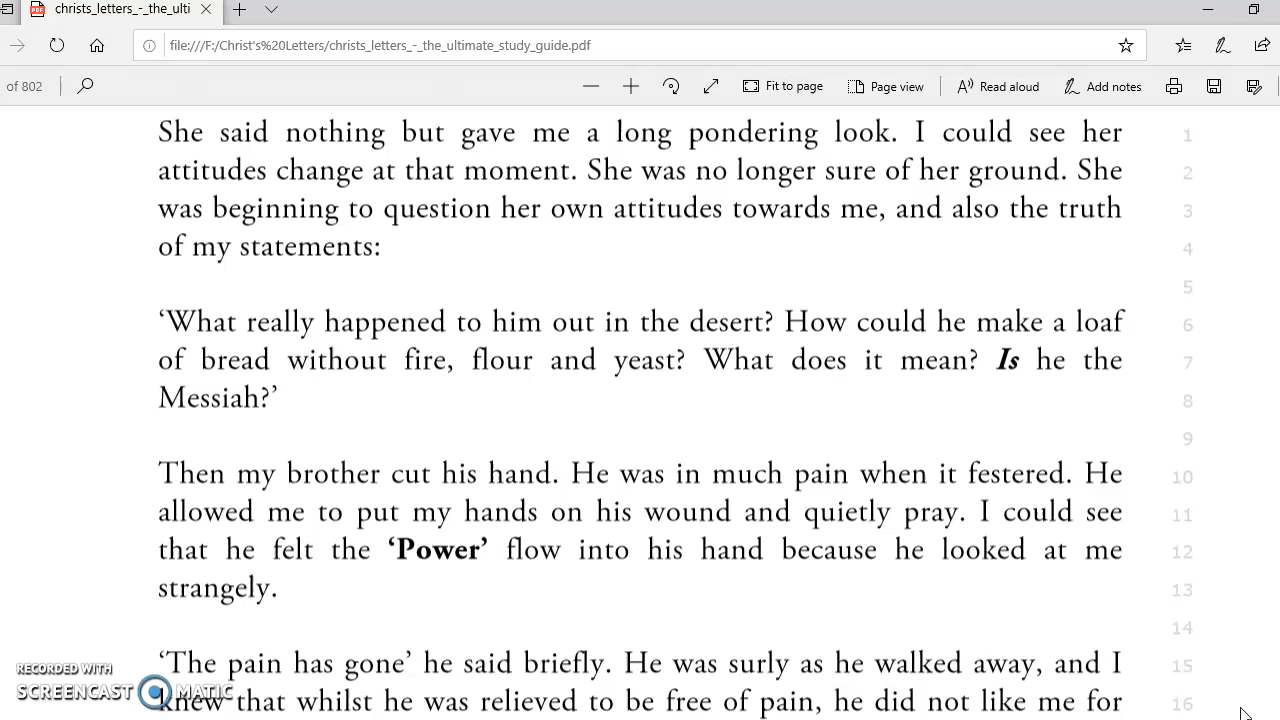 christs_letters_-_the_ulti
file:///F:/Christ's%20Letters/christs_letters_-_the_ultimate_study_guide.pdf
of 802 Fit to page Page view Read aloud Add notes
She said nothing but gave me a long pondering look. I could see her 1
attitudes change at that moment. She was no longer sure of her ground. She 2
was beginning to question her own attitudes towards me, and also the truth 3
of my statements: 4
5
‘What really happened to him out in the desert? How could he make a loaf 6
of bread without fire, flour and yeast? What does it mean? Is he the 7
Messiah?’ 8
9
Then my brother cut his hand. He was in much pain when it festered. He 10
allowed me to put my hands on his wound and quietly pray. I could see 11
that he felt the ‘Power’ flow into his hand because he looked at me 12
strangely. 13
14
‘The pain has gone’ he said briefly. He was surly as he walked away, and I 15
knew that whilst he was relieved to be free of pain, he did not like me for 16
RECORDED WITH
SCREENCAST MATIC